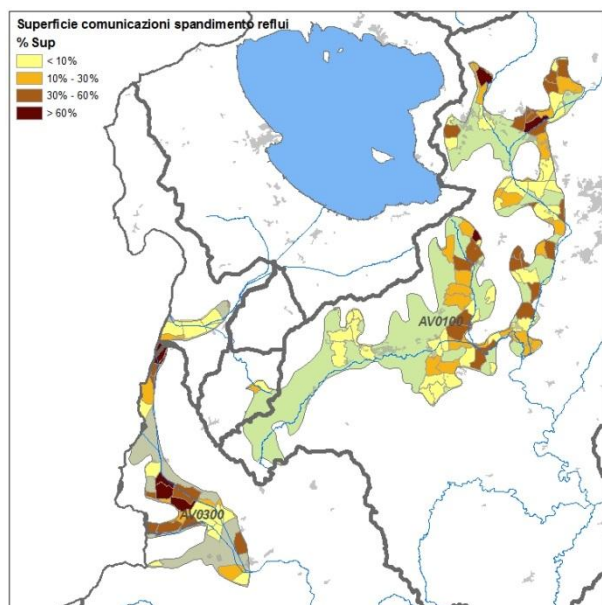 Superficie comunicazioni spandimento reflui
% Sup
< 10%
10% - 30%
30% - 60%
> 60%
AV0100
AV0300